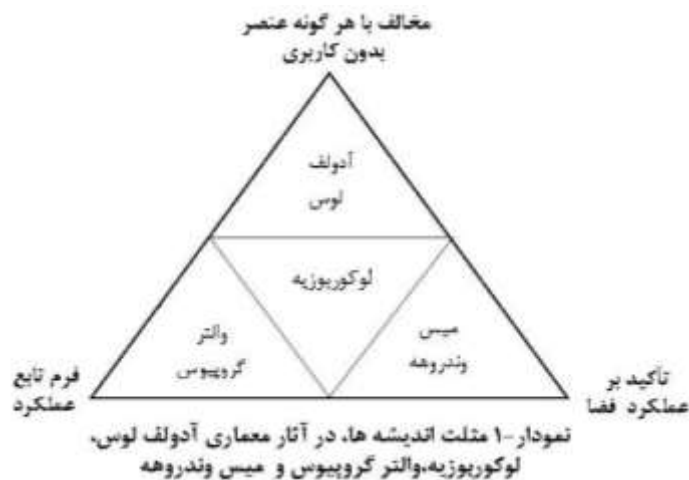 مخالف با هر گونه عنصر
بدون کاربری
آدولف
لوس
لوکوربوزیه
والتر
گروپیوس
میس
وندروهه
فرم تابع
عملکرد
تأکید بر
عملکرد فضا
نمودار-۱ مثلت اندیشه ها، در آثار معماری آدولف لوس،
لوکوربوزیه،والتر گروپیوس و میس وندروهه